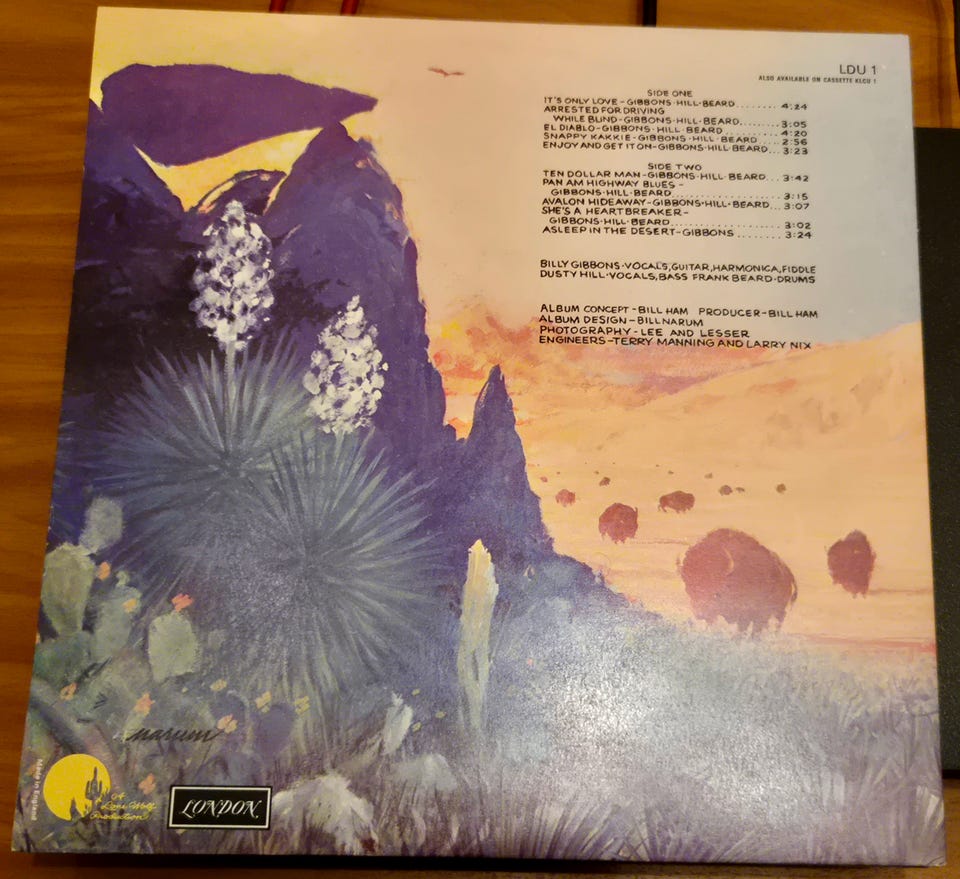 LDU 1
ALSO AVAILABLE ON CASSETTE KLCU 1
SIDE ONE
IT'S ONLY LOVE-GIBBONS·HILL·BEARD........ 4:24
ARRESTED FOR DRIVING
WHILE BLIND-GIBBONS·HILL·BEARD......... 3:05
EL DIABLO-GIBBONS·HILL·BEARD........... 4:20
SNAPPY KAKKIE-GIBBONS·HILL·BEARD .... 2:56
ENJOY AND GET IT ON-GIBBONS·HILL·BEARD... 3:23
SIDE TWO
TEN DOLLAR MAN-GIBBONS·HILL·BEARD... 3:42
PAN AM HIGHWAY BLUES-
GIBBONS·HILL·BEARD.................... 3:15
AVALON HIDEAWAY-GIBBONS·HILL·BEARD... 3:07
SHE'S A HEARTBREAKER-
GIBBONS·HILL·BEARD.................... 3:02
ASLEEP IN THE DESERT-GIBBONS ........ 3:24
BILLY GIBBONS·VOCALS,GUITAR,HARMONICA,FIDDLE
DUSTY HILL·VOCALS,BASS FRANK BEARD·DRUMS
ALBUM CONCEPT-BILL HAM PRODUCER-BILL HAM
ALBUM DESIGN-BILL NARUM
PHOTOGRAPHY-LEE AND LESSER
ENGINEERS-TERRY MANNING AND LARRY NIX
narum
Made in England
A
Lone Wolf
Production
LONDON